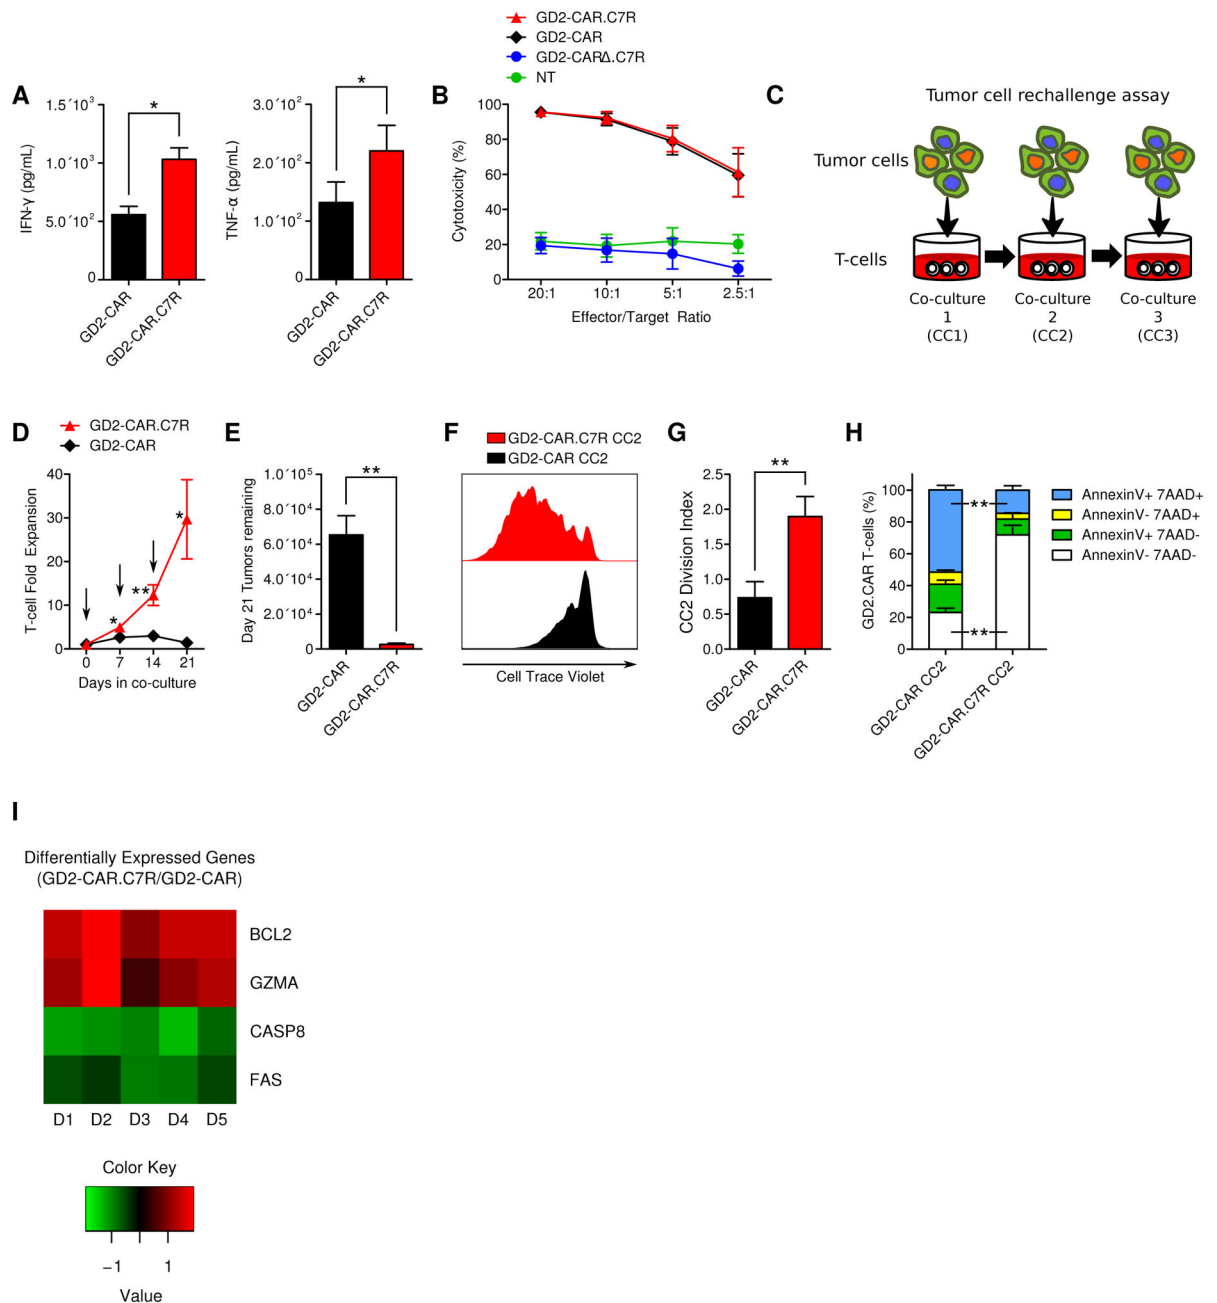 GD2-CAR.C7R
GD2-CAR
GD2-CARΔ.C7R
NT
A
IFN-γ (pg/mL)
1.5´10³
1.0´10³
5.0´10²
0
*
GD2-CAR
GD2-CAR.C7R
TNF-α (pg/mL)
3.0´10²
2.0´10²
1.0´10²
0
*
GD2-CAR
GD2-CAR.C7R
B
Cytotoxicity (%)
100
80
60
40
20
0
20:1
10:1
5:1
2.5:1
Effector/Target Ratio
C
Tumor cell rechallenge assay
Tumor cells
T-cells
Co-culture
1
(CC1)
Co-culture
2
(CC2)
Co-culture
3
(CC3)
D
GD2-CAR.C7R
GD2-CAR
T-cell Fold Expansion
40
30
20
10
0
*
**
*
0
7
14
21
Days in co-culture
E
Day 21 Tumors remaining
1.0´10⁵
8.0´10⁴
6.0´10⁴
4.0´10⁴
2.0´10⁴
0
**
GD2-CAR
GD2-CAR.C7R
F
GD2-CAR.C7R CC2
GD2-CAR CC2
Cell Trace Violet
G
CC2 Division Index
2.5
2.0
1.5
1.0
0.5
0.0
**
GD2-CAR
GD2-CAR.C7R
H
GD2.CAR T-cells (%)
100
80
60
40
20
0
**
**
GD2-CAR CC2
GD2-CAR.C7R CC2
AnnexinV+ 7AAD+
AnnexinV- 7AAD+
AnnexinV+ 7AAD-
AnnexinV- 7AAD-
I
Differentially Expressed Genes
(GD2-CAR.C7R/GD2-CAR)
BCL2
GZMA
CASP8
FAS
D1
D2
D3
D4
D5
Color Key
−1
1
Value